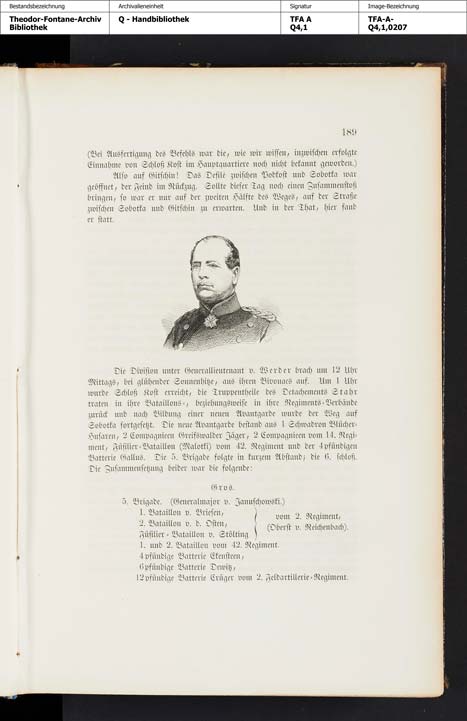 Bestandsbezeichnung Archivalieneinheit Signatur Image-Bezeichnung
Theodor-Fontane-Archiv Q - Handbibliothek TFA A TFA-A-
Bibliothek Q4,1 Q4,1,0207
189
(Bei Ausfertigung des Befehls war die, wie wir wissen, inzwischen erfolgte
Einnahme von Schloß Kost im Hauptquartiere noch nicht bekannt geworden.)
Also auf Gitschin! Das Defilé zwischen Podkost und Sobotka war
geöffnet, der Feind im Rückzug. Sollte dieser Tag noch einen Zusammenstoß
bringen, so war er nur auf der zweiten Hälfte des Weges, auf der Straße
zwischen Sobotka und Gitschin zu erwarten. Und in der That, hier fand
er statt.
Die Division unter Generallieutenant v. Werder brach um 12 Uhr
Mittags, bei glühender Sonnenhitze, aus ihren Bivouacs auf. Um 1 Uhr
wurde Schloß Kost erreicht, die Truppentheile des Detachements Stahr
traten in ihre Bataillons-, beziehungsweise in ihre Regiments-Verbände
zurück und nach Bildung einer neuen Avantgarde wurde der Weg auf
Sobotka fortgesetzt. Die neue Avantgarde bestand aus 1 Schwadron Blücher-
Husaren, 2 Compagnieen Greifswalder Jäger, 2 Compagnieen vom 14. Regi-
ment, Füsilier-Bataillon (Malotki) vom 42. Regiment und der 4pfündigen
Batterie Gallus. Die 5. Brigade folgte in kurzem Abstand; die 6. schloß.
Die Zusammensetzung beider war die folgende:
Gros.
5. Brigade. (Generalmajor v. Januschowski.)
1. Bataillon v. Briesen,
2. Bataillon v. d. Osten,
Füsilier-Bataillon v. Stölting
vom 2. Regiment,
(Oberst v. Reichenbach).
1. und 2. Bataillon vom 42. Regiment.
4pfündige Batterie Ekensteen,
6pfündige Batterie Dewitz,
12pfündige Batterie Crüger vom 2. Feldartillerie-Regiment.